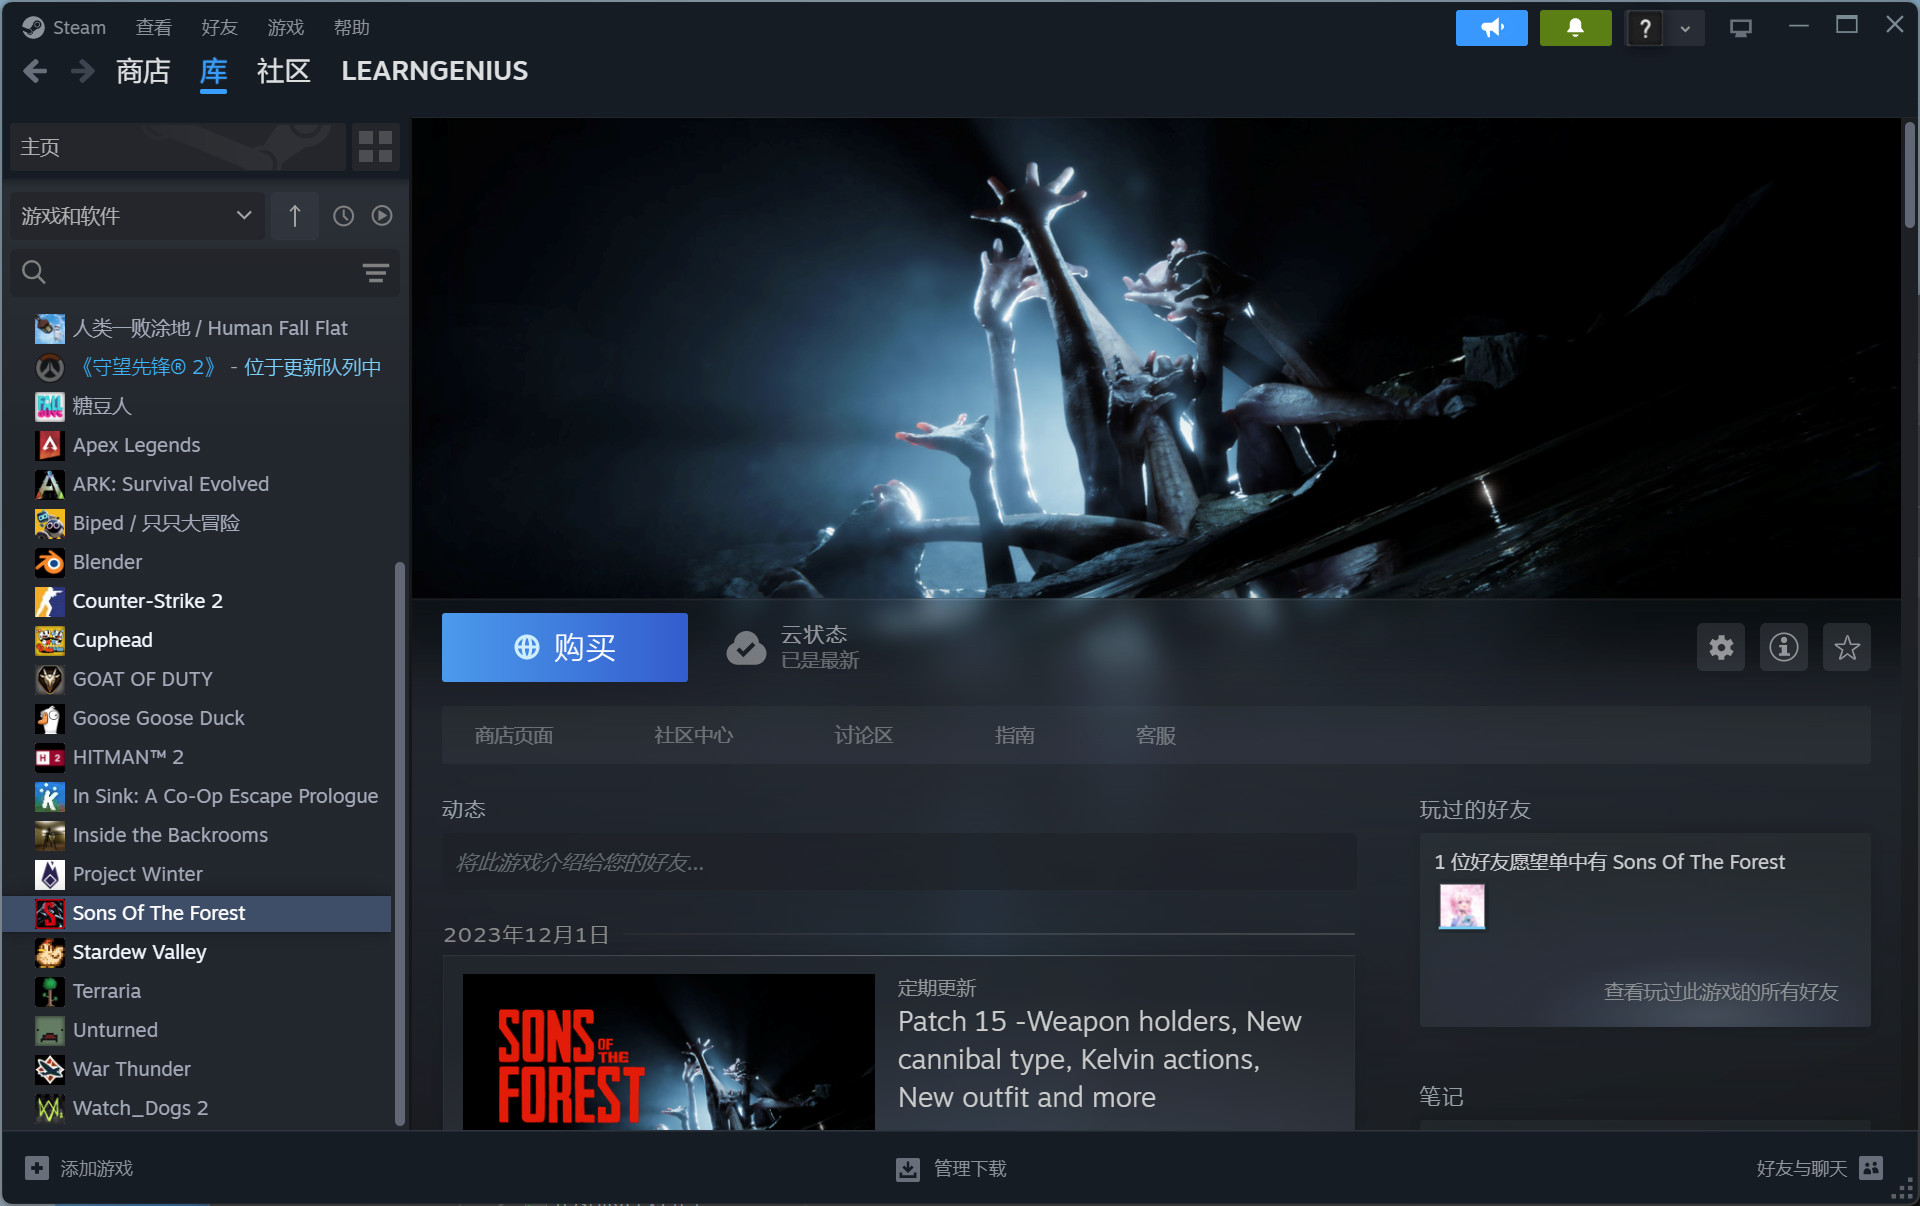 Steam 查看 好友 游戏 帮助
?
商店 库 社区 LEARNGENIUS
主页
游戏和软件
人类一败涂地 / Human Fall Flat
《守望先锋® 2》 - 位于更新队列中
糖豆人
Apex Legends
ARK: Survival Evolved
Biped / 只只大冒险
Blender
Counter-Strike 2
Cuphead
GOAT OF DUTY
Goose Goose Duck
HITMAN™ 2
In Sink: A Co-Op Escape Prologue
Inside the Backrooms
Project Winter
Sons Of The Forest
Stardew Valley
Terraria
Unturned
War Thunder
Watch_Dogs 2
购买
云状态
已是最新
商店页面 社区中心 讨论区 指南 客服
动态
将此游戏介绍给您的好友...
2023年12月1日
SONS OF THE FOREST
定期更新
Patch 15 -Weapon holders, New
cannibal type, Kelvin actions,
New outfit and more
玩过的好友
1 位好友愿望单中有 Sons Of The Forest
查看玩过此游戏的所有好友
笔记
添加游戏
管理下载
好友与聊天